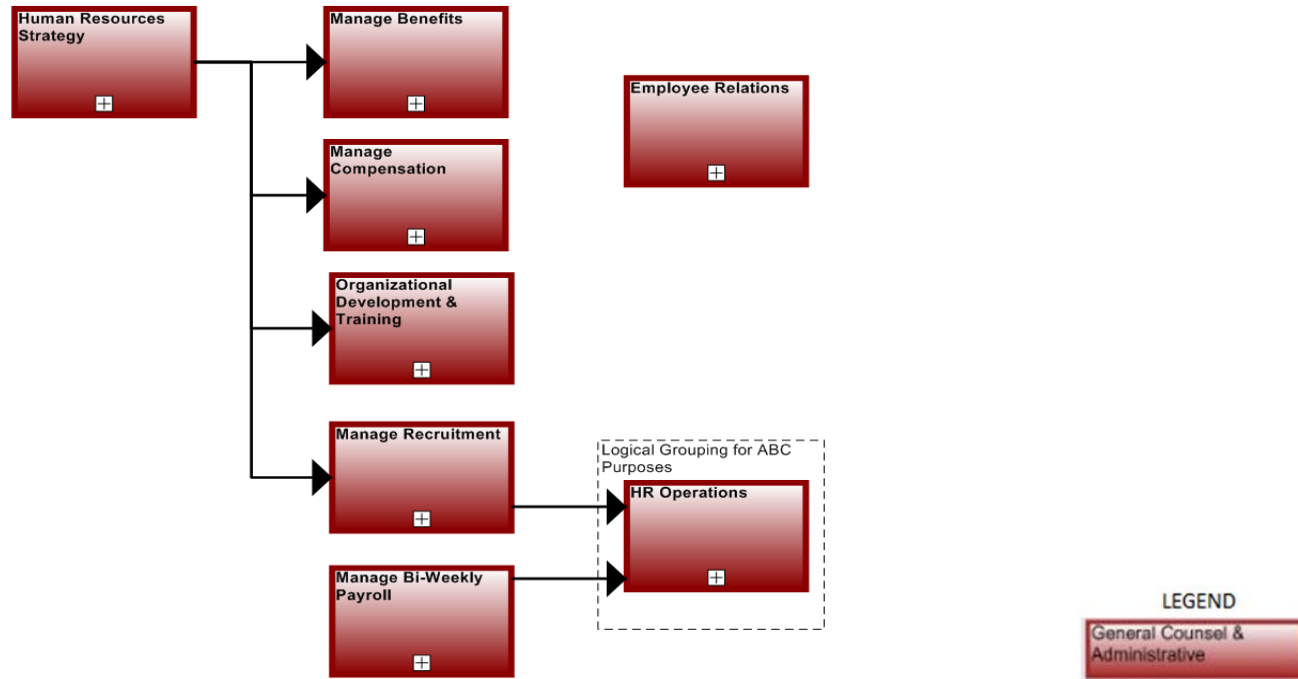 Human Resources
Strategy
Manage Benefits
Employee Relations
Manage
Compensation
Organizational
Development &
Training
Manage Recruitment
Logical Grouping for ABC
Purposes
HR Operations
Manage Bi-Weekly
Payroll
LEGEND
General Counsel &
Administrative